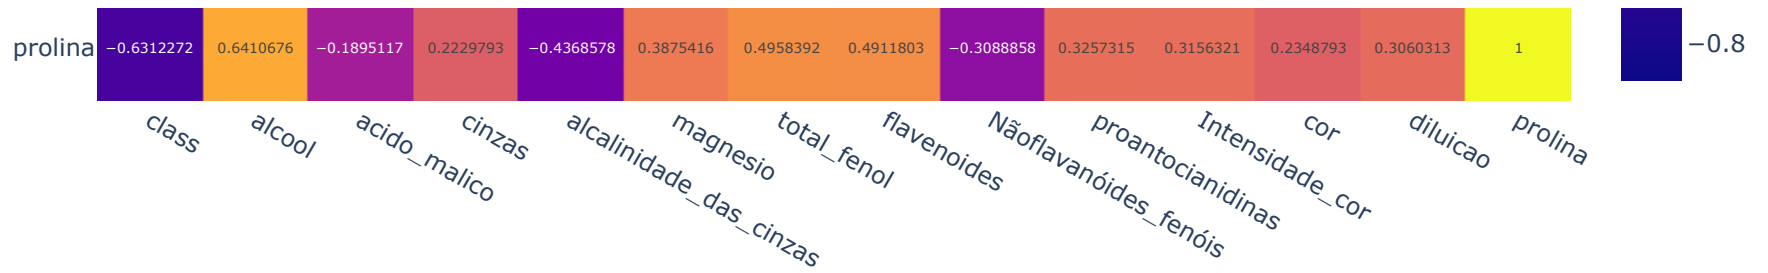 prolina −0.6312272 0.6410676 −0.1895117 0.2229793 −0.4368578 0.3875416 0.4958392 0.4911803 −0.3088858 0.3257315 0.3156321 0.2348793 0.3060313 1 −0.8
class alcool acido_malico cinzas alcalinidade_das_cinzas magnesio total_fenol flavenoides Nãoflavanóides_fenóis proantocianidinas Intensidade_cor cor diluicao prolina